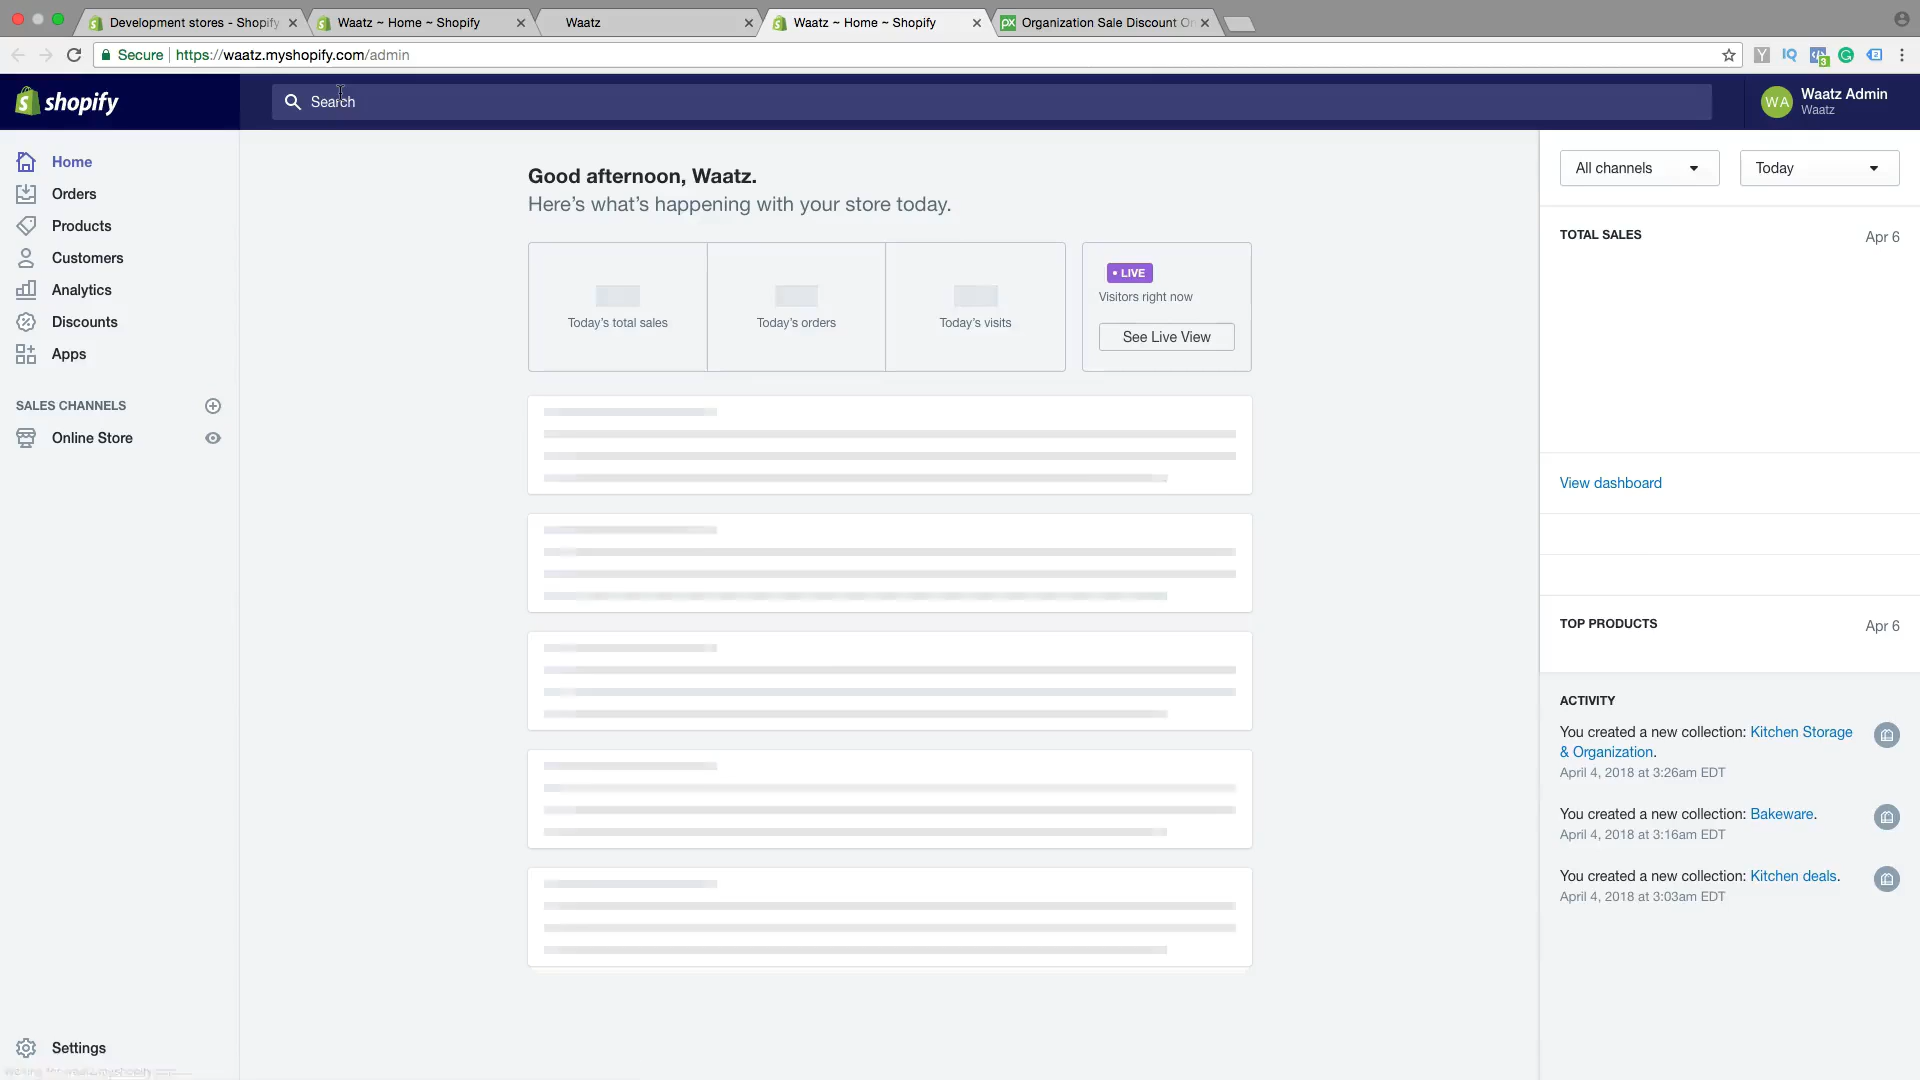 Development stores - Shopify
Waatz ~ Home ~ Shopify
Waatz
Waatz ~ Home ~ Shopify
Organization Sale Discount O
Secure
https://waatz.myshopify.com/admin
shopify
Search
WA
Waatz Admin
Waatz
Home
Orders
Products
Customers
Analytics
Discounts
Apps
SALES CHANNELS
Online Store
Settings
Good afternoon, Waatz.
Here's what's happening with your store today.
Today's total sales
Today's orders
Today's visits
• LIVE
Visitors right now
See Live View
All channels
Today
TOTAL SALES
Apr 6
View dashboard
TOP PRODUCTS
Apr 6
ACTIVITY
You created a new collection: Kitchen Storage
& Organization.
April 4, 2018 at 3:26am EDT
You created a new collection: Bakeware.
April 4, 2018 at 3:16am EDT
You created a new collection: Kitchen deals.
April 4, 2018 at 3:03am EDT